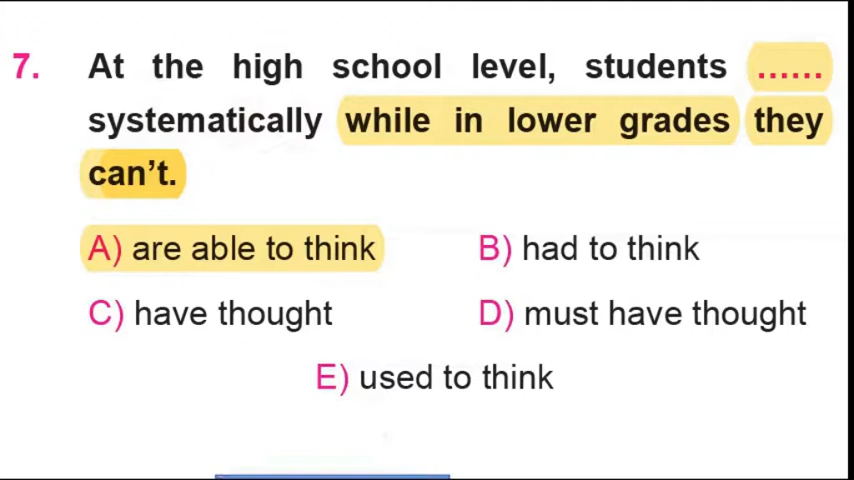 7. At the high school level, students ......
systematically while in lower grades they
can't.
A) are able to think B) had to think
C) have thought D) must have thought
E) used to think